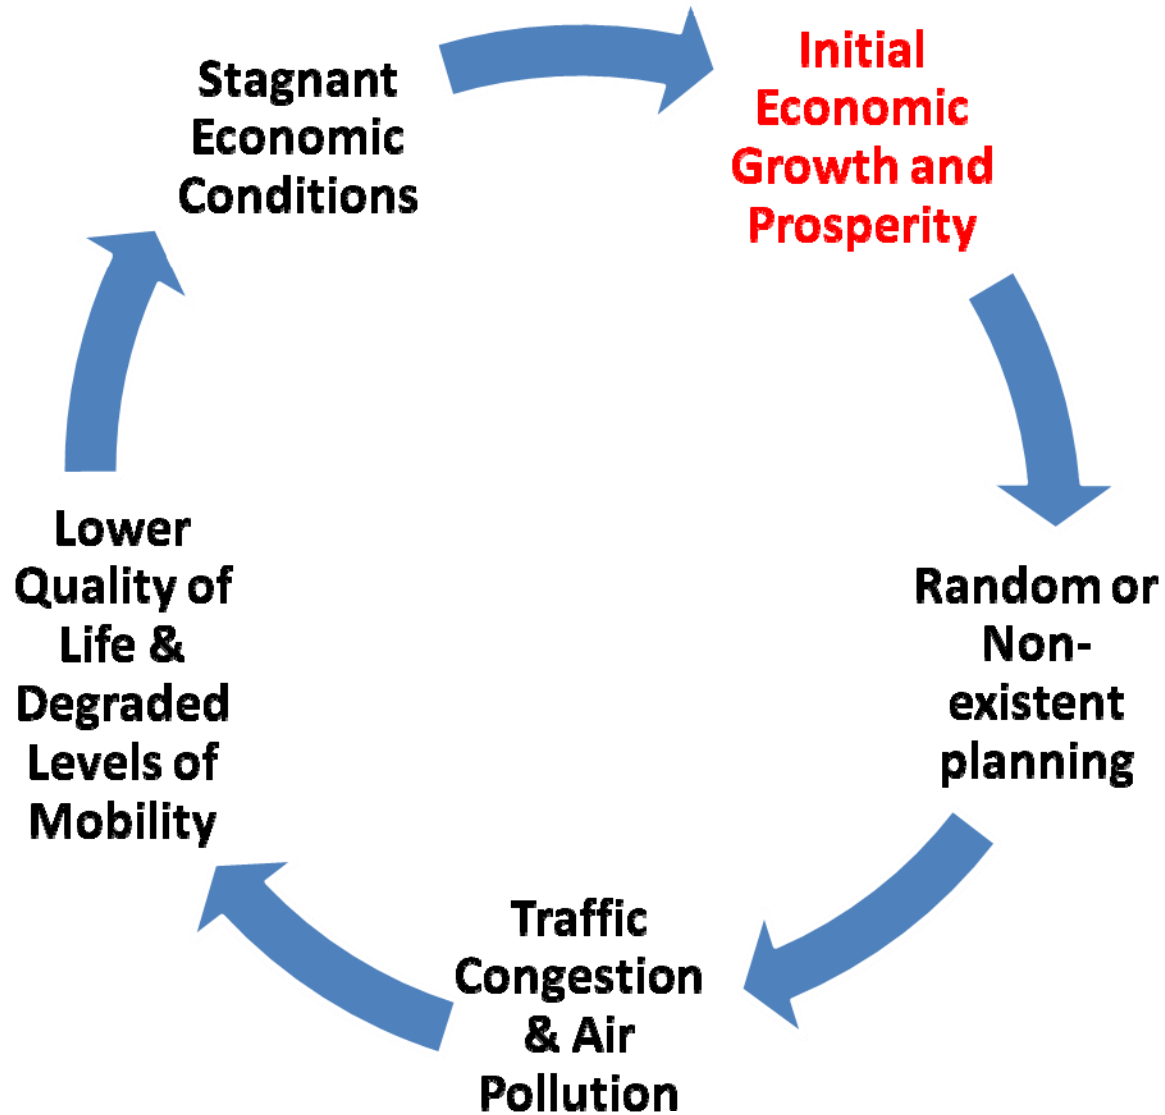 Initial
Economic
Growth and
Prosperity
Random or
Non-
existent
planning
Traffic
Congestion
& Air
Pollution
Lower
Quality of
Life &
Degraded
Levels of
Mobility
Stagnant
Economic
Conditions